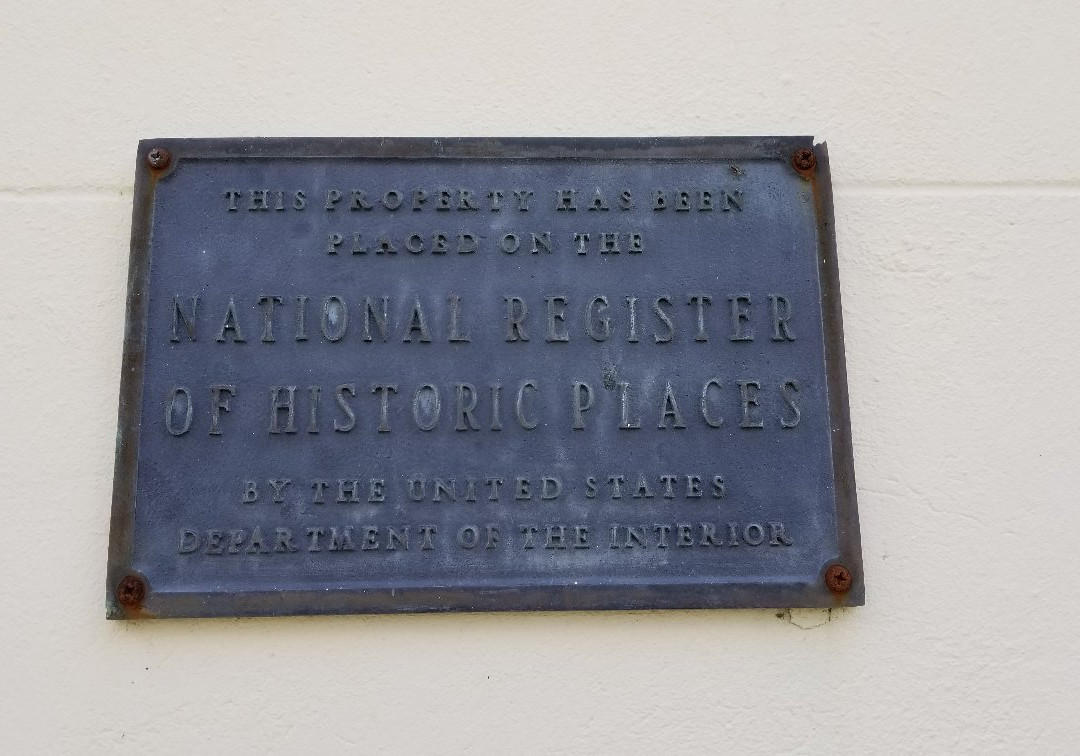 THIS PROPERTY HAS BEEN
PLACED ON THE
NATIONAL REGISTER
OF HISTORIC PLACES
BY THE UNITED STATES
DEPARTMENT OF THE INTERIOR